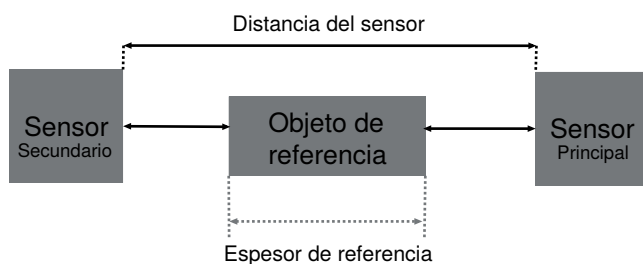 Distancia del sensor
Sensor
Secundario
Objeto de
referencia
Sensor
Principal
Espesor de referencia